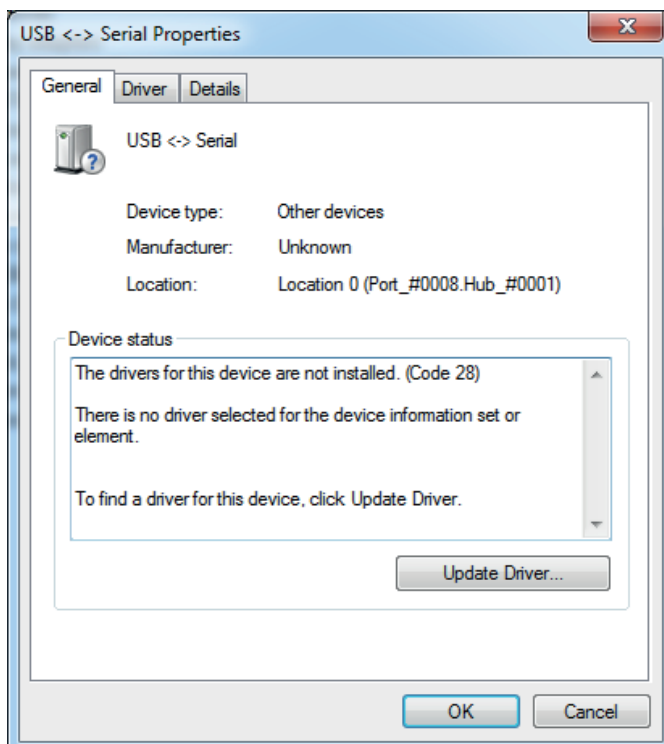 USB <-> Serial Properties
General Driver Details
USB <-> Serial
Device type: Other devices
Manufacturer: Unknown
Location: Location 0 (Port_#0008.Hub_#0001)
Device status
The drivers for this device are not installed. (Code 28)
There is no driver selected for the device information set or
element.
To find a driver for this device, click Update Driver.
Update Driver...
OK Cancel